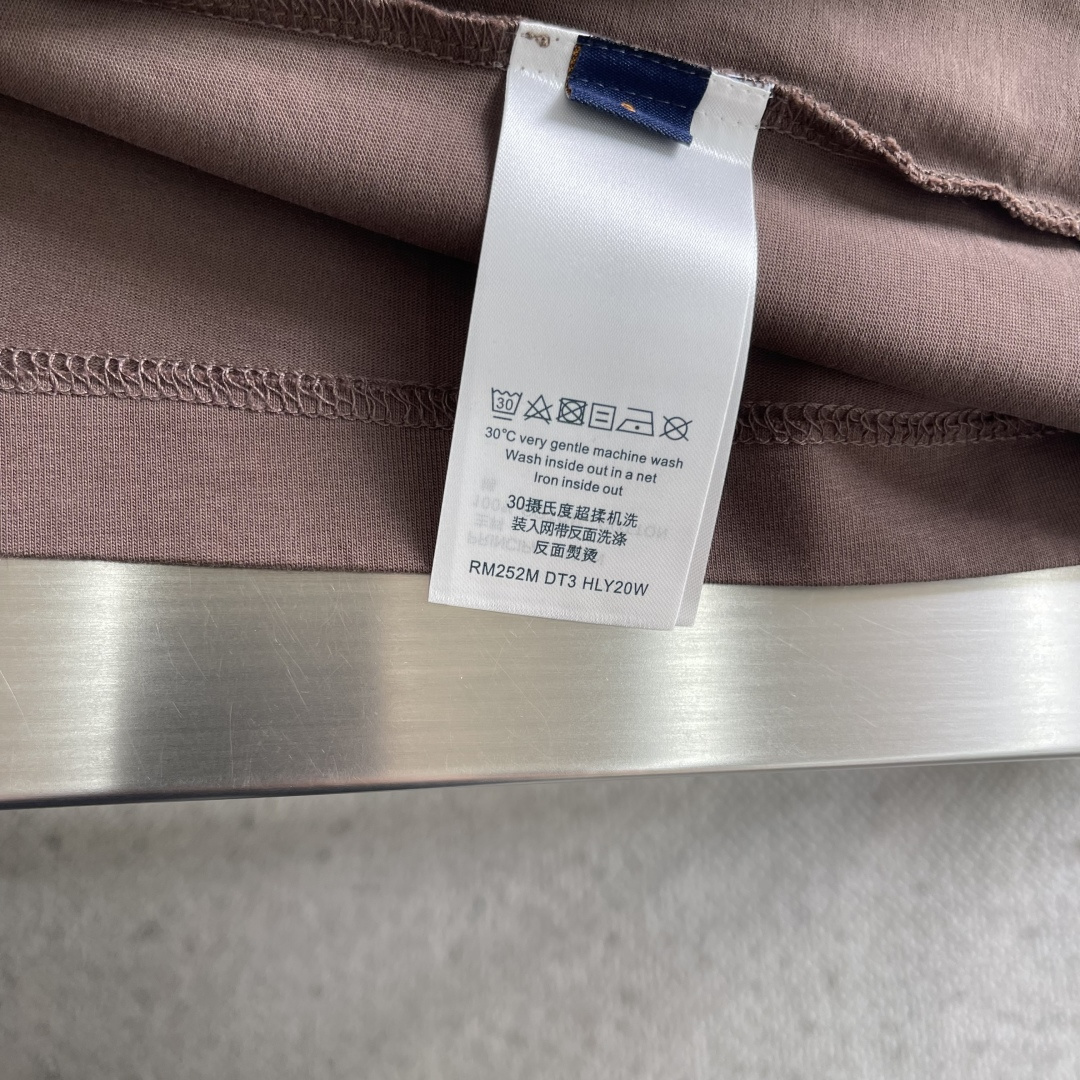 30
30°C very gentle machine wash
Wash inside out in a net
Iron inside out
30摄氏度超揉机洗
装入网带反面洗涤
反面熨烫
RM252M DT3 HLY20W